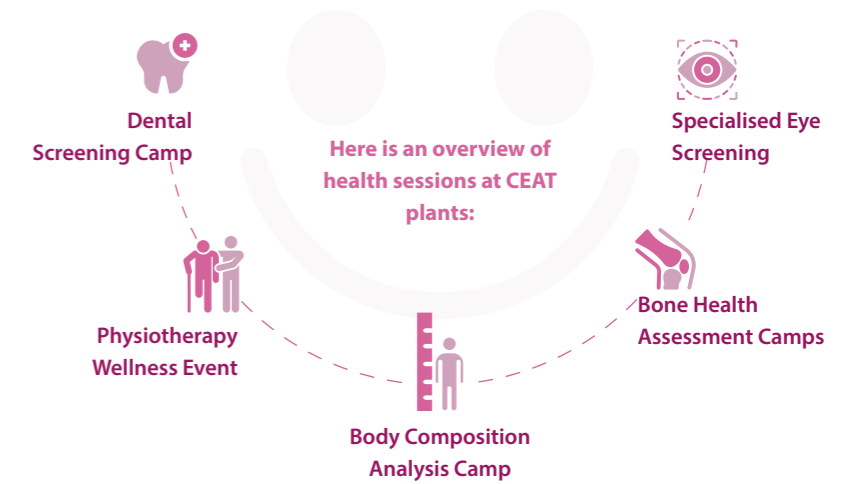 Here is an overview of
health sessions at CEAT
plants:
Dental
Screening Camp
Physiotherapy
Wellness Event
Body Composition
Analysis Camp
Bone Health
Assessment Camps
Specialised Eye
Screening